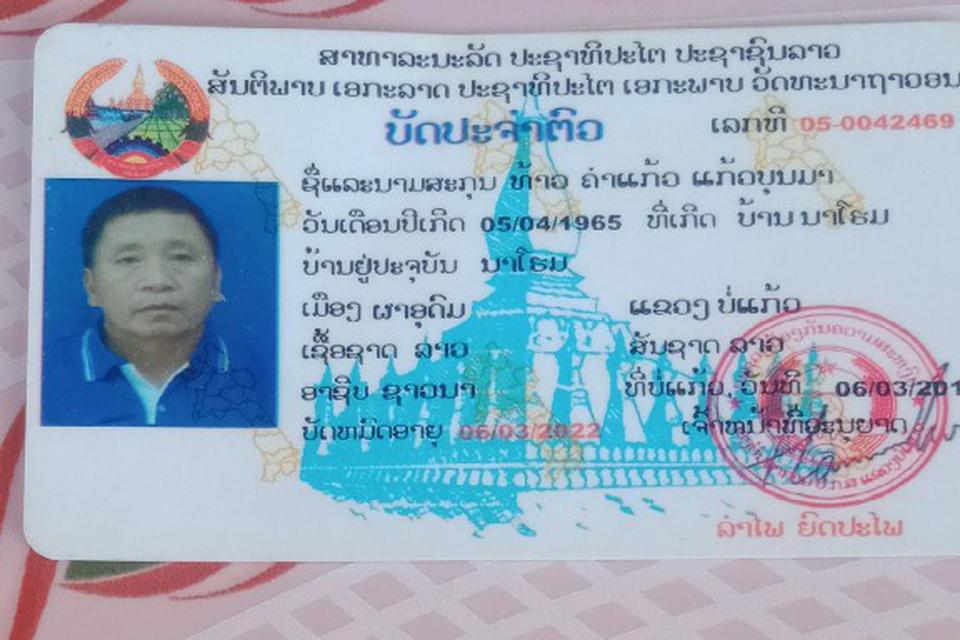 ສາທາລະນະລັດ ປະຊາທິປະໄຕ ປະຊາຊົນລາວ
ສັນຕິພາບ ເອກະລາດ ປະຊາທິປະໄຕ ເອກະພາບ ວັດທະນາຖາວອນ
ບັດປະຈຳຕົວ
ເລກທີ 05-0042469
ຊື່ແລະນາມສະກຸນ ທ້າວ ຄຳແກ້ວ ແກ້ວບຸນມາ
ວັນເດືອນປີເກີດ 05/04/1965 ທີ່ເກີດ ບ້ານ ນາໂຮມ
ບ້ານຢູ່ປະຈຸບັນ ນາໂຮມ
ເມືອງ ຜາອຸດົມ ແຂວງ ບໍ່ແກ້ວ
ເຊື້ອຊາດ ລາວ ສັນຊາດ ລາວ
ອາຊີບ ຊາວນາ ທີ່ບໍ່ແກ້ວ, ວັນທີ 06/03/201
ບັດຫມົດອາຍຸ 06/03/2022 ເຈົ້າຫນ້າທີ່ອະນຸຍາດ
ລຳໄພ ຍົດປະໄພ